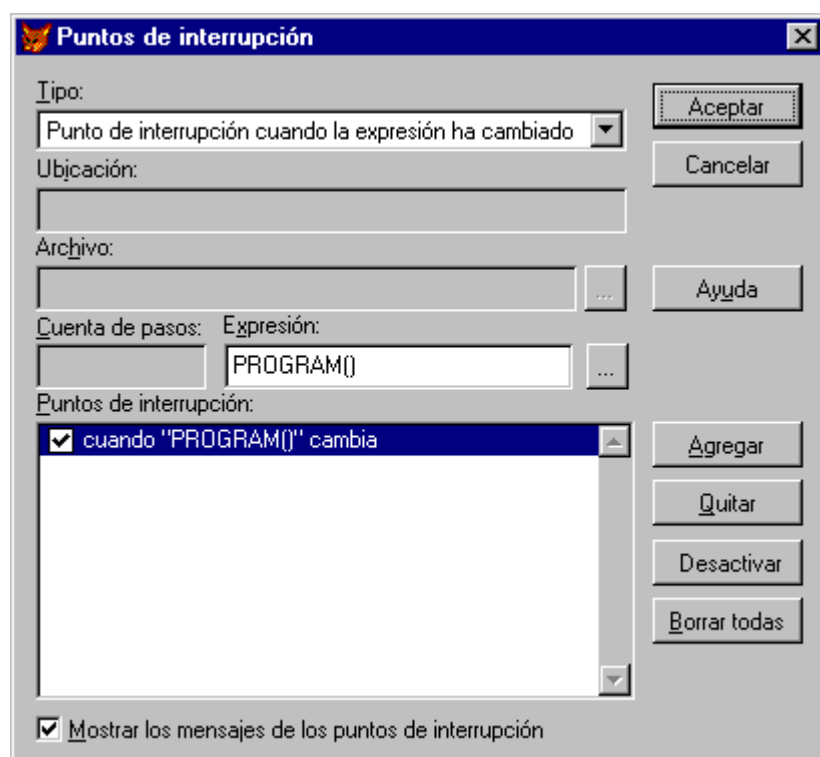 Puntos de interrupción
Tipo:
Punto de interrupción cuando la expresión ha cambiado
Aceptar
Cancelar
Ubicación:
Archivo:
...
Ayuda
Cuenta de pasos:
Expresión:
PROGRAM()
...
Puntos de interrupción:
cuando "PROGRAM()" cambia
Agregar
Quitar
Desactivar
Borrar todas
Mostrar los mensajes de los puntos de interrupción